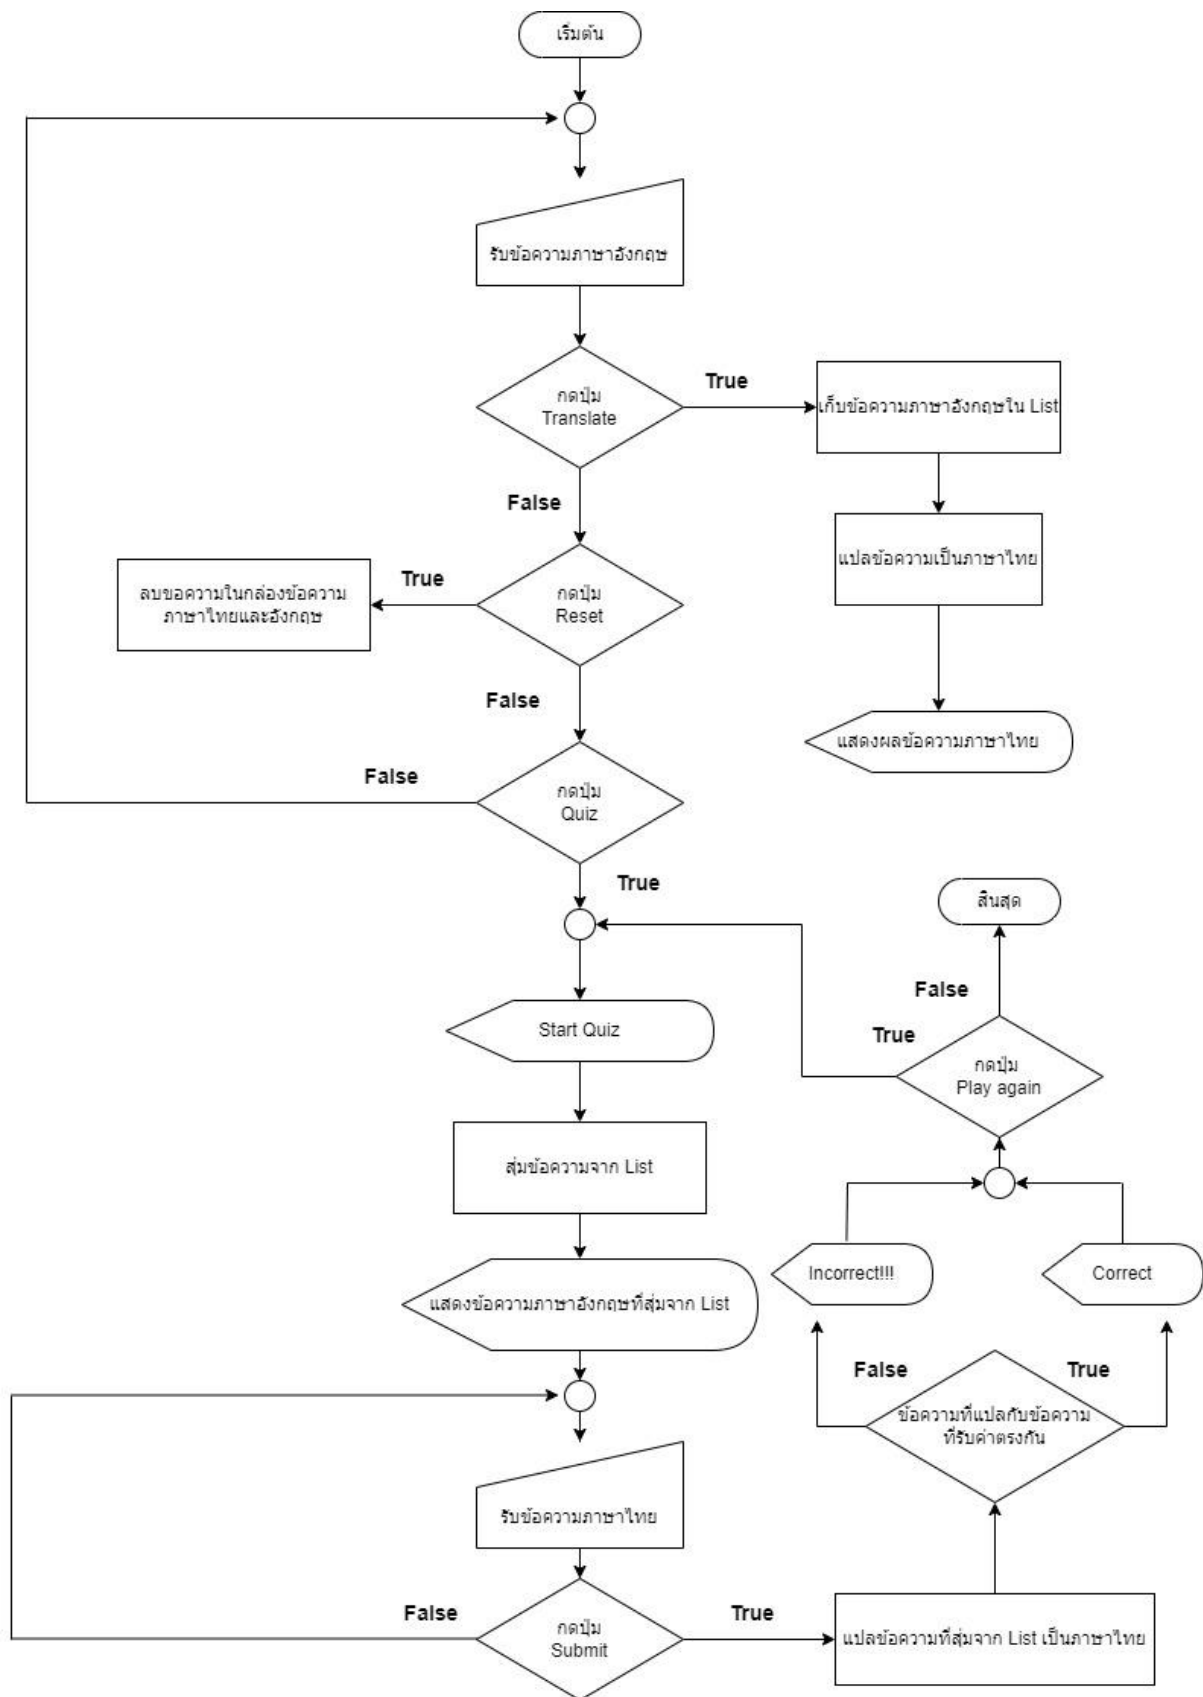 เริ่มต้น
รับข้อความภาษาอังกฤษ
กดปุ่ม
Translate
True
เก็บข้อความภาษาอังกฤษใน List
False
แปลข้อความเป็นภาษาไทย
กดปุ่ม
Reset
True
ลบขอความในกล่องข้อความ
ภาษาไทยและอังกฤษ
False
แสดงผลข้อความภาษาไทย
กดปุ่ม
Quiz
False
True
Start Quiz
สุ่มข้อความจาก List
แสดงข้อความภาษาอังกฤษที่สุ่มจาก List
รับข้อความภาษาไทย
กดปุ่ม
Submit
False
True
แปลข้อความที่สุ่มจาก List เป็นภาษาไทย
ข้อความที่แปลกับข้อความ
ที่รับค่าตรงกัน
False
True
Incorrect!!!
Correct
กดปุ่ม
Play again
True
False
สิ้นสุด